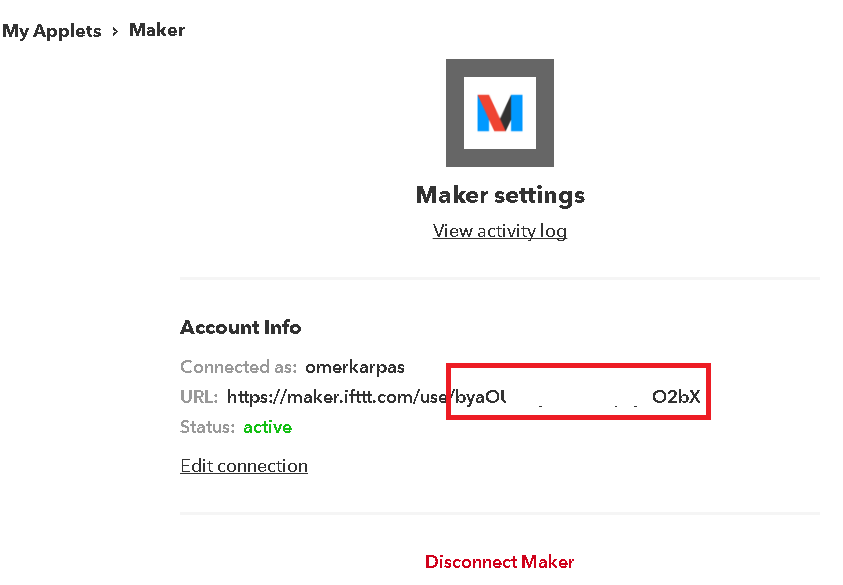 My Applets › Maker
Maker settings
View activity log
Account Info
Connected as: omerkarpas
URL: https://maker.ifttt.com/use/byaOl O2bX
Status: active
Edit connection
Disconnect Maker